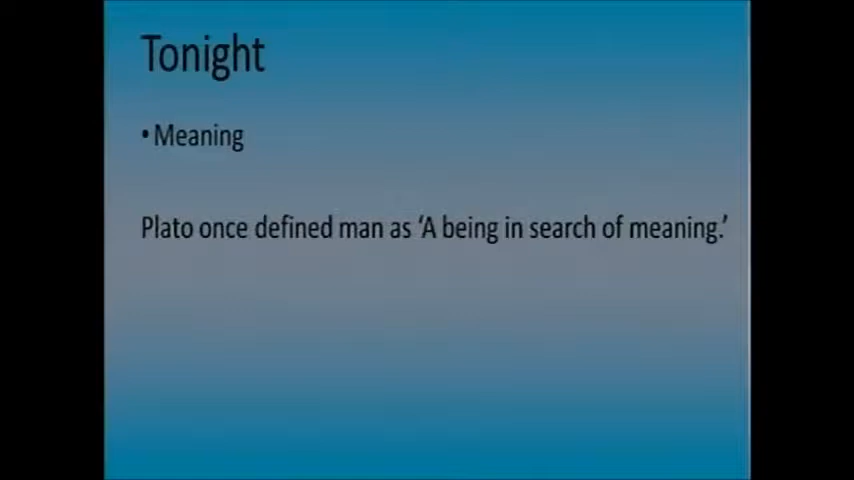 Tonight
• Meaning
Plato once defined man as ‘A being in search of meaning.’